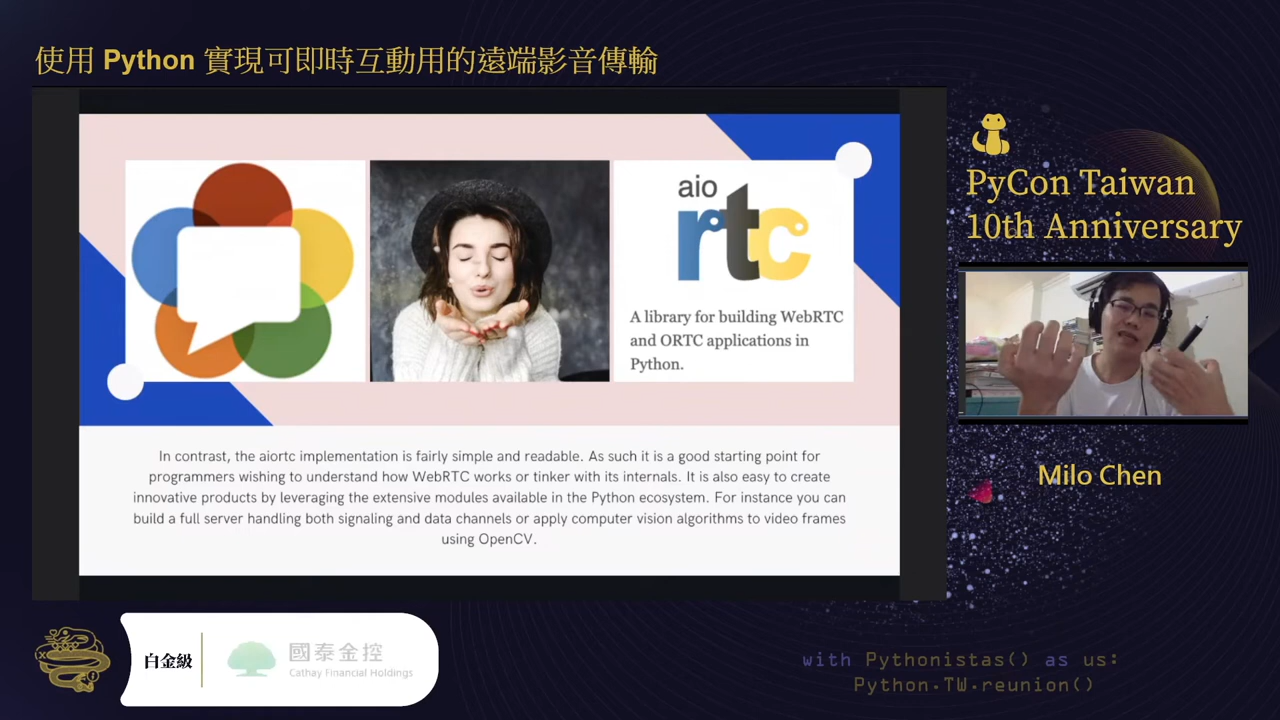 使用 Python 實現可即時互動用的遠端影音傳輸
aio
rtc
A library for building WebRTC
and ORTC applications in
Python.
In contrast, the aiortc implementation is fairly simple and readable. As such it is a good starting point for
programmers wishing to understand how WebRTC works or tinker with its internals. It is also easy to create
innovative products by leveraging the extensive modules available in the Python ecosystem. For instance you can
build a full server handling both signaling and data channels or apply computer vision algorithms to video frames
using OpenCV.
PyCon Taiwan
10th Anniversary
Milo Chen
白金級
國泰金控
Cathay Financial Holdings
with Pythonistas() as us:
Python.TW.reunion()